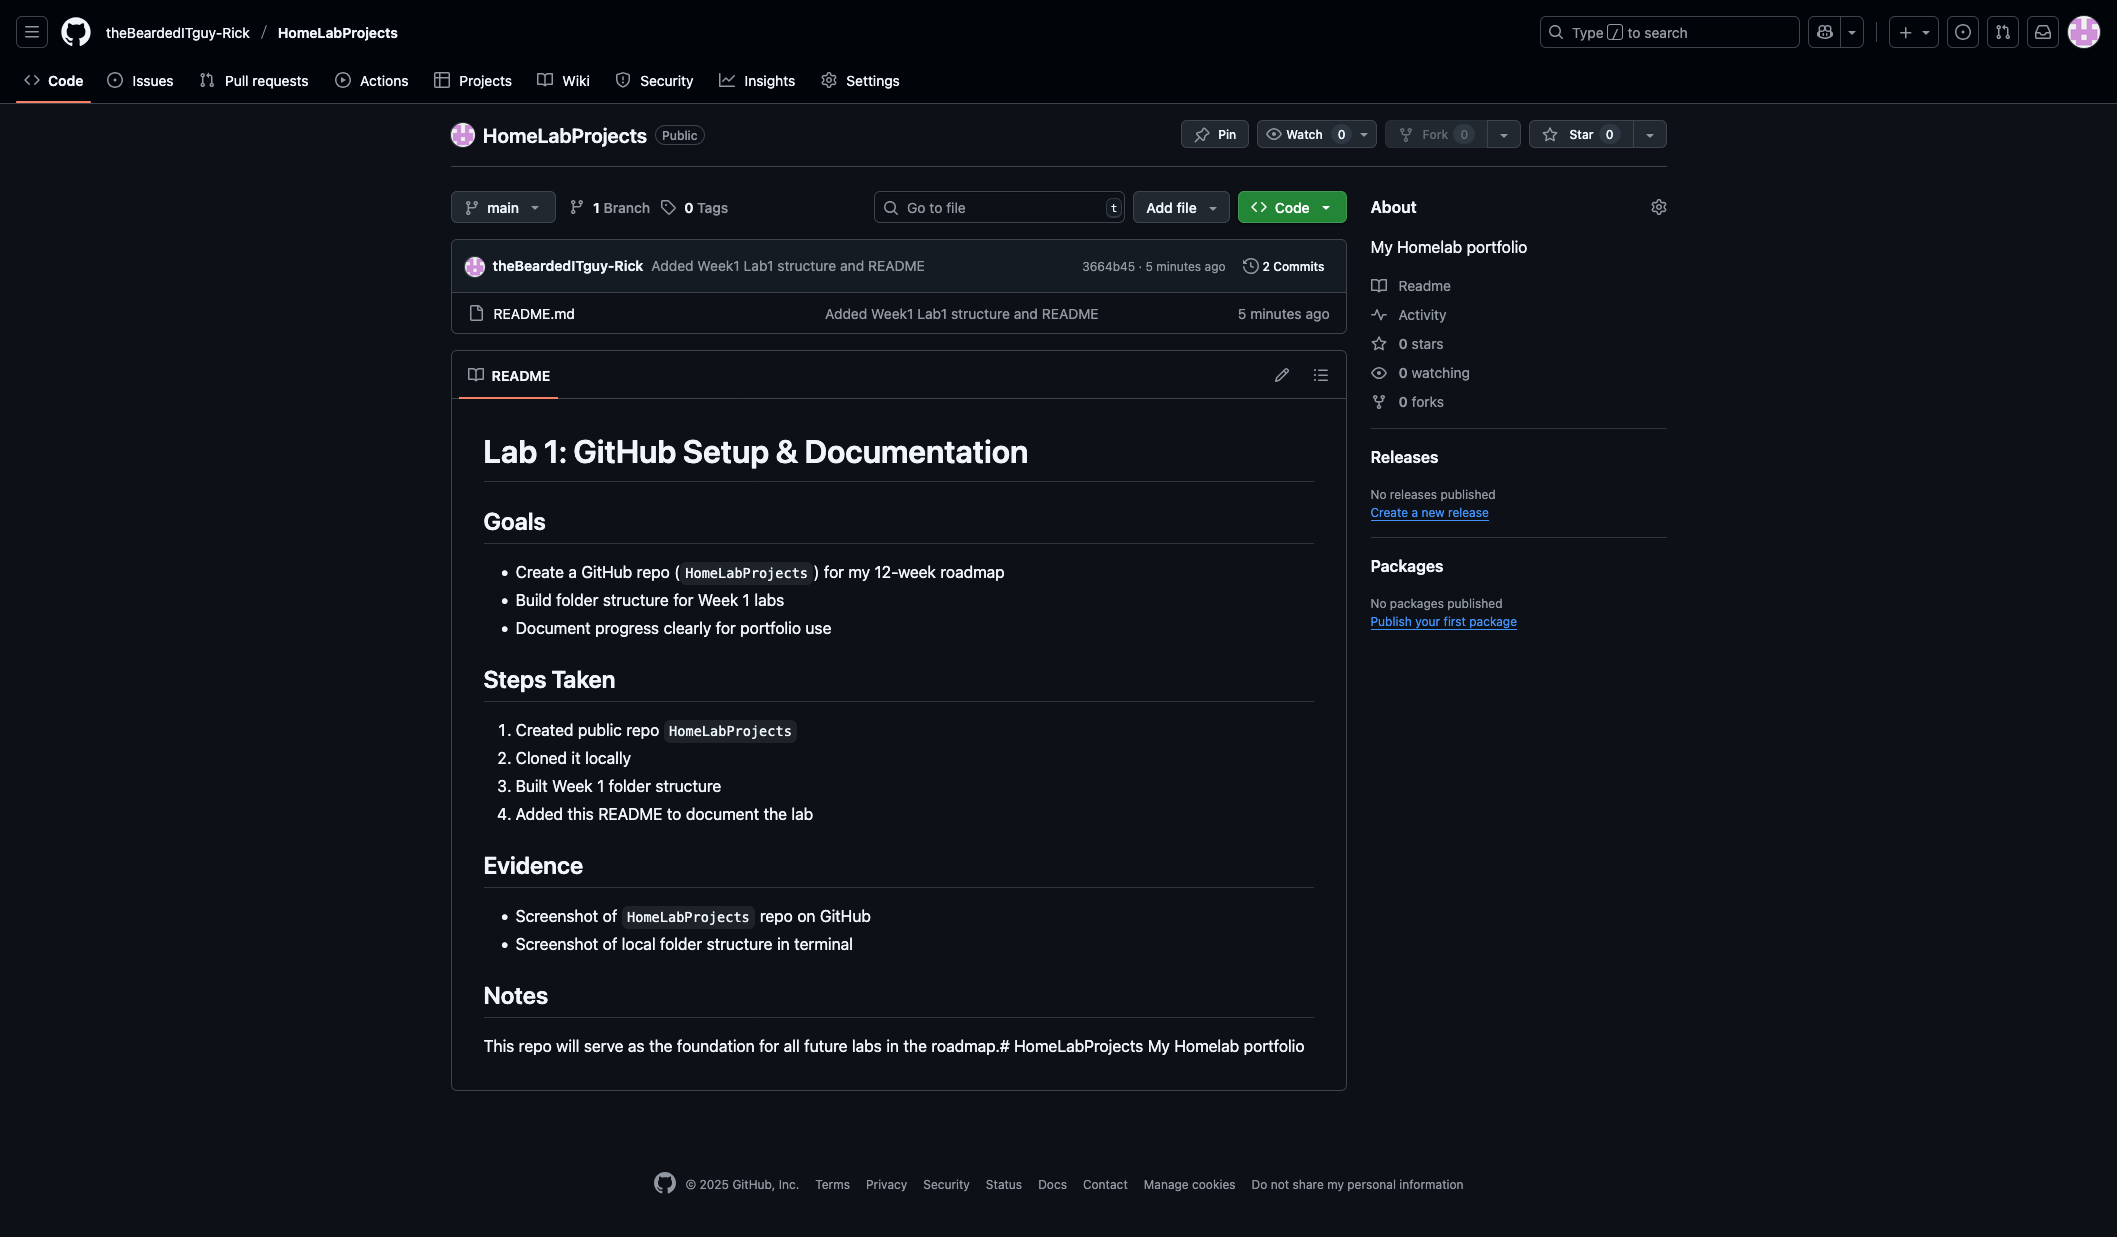 theBeardedITguy-Rick / HomeLabProjects
Type / to search
Code
Issues
Pull requests
Actions
Projects
Wiki
Security
Insights
Settings
HomeLabProjects Public
Pin
Watch 0
Fork 0
Star 0
main
1 Branch
0 Tags
Go to file
t
Add file
Code
theBeardedITguy-Rick Added Week1 Lab1 structure and README
3664b45 · 5 minutes ago
2 Commits
README.md
Added Week1 Lab1 structure and README
5 minutes ago
README
Lab 1: GitHub Setup & Documentation
Goals
• Create a GitHub repo ( HomeLabProjects ) for my 12-week roadmap
• Build folder structure for Week 1 labs
• Document progress clearly for portfolio use
Steps Taken
1. Created public repo HomeLabProjects
2. Cloned it locally
3. Built Week 1 folder structure
4. Added this README to document the lab
Evidence
• Screenshot of HomeLabProjects repo on GitHub
• Screenshot of local folder structure in terminal
Notes
This repo will serve as the foundation for all future labs in the roadmap.# HomeLabProjects My Homelab portfolio
About
My Homelab portfolio
Readme
Activity
0 stars
0 watching
0 forks
Releases
No releases published
Create a new release
Packages
No packages published
Publish your first package
© 2025 GitHub, Inc.
Terms
Privacy
Security
Status
Docs
Contact
Manage cookies
Do not share my personal information